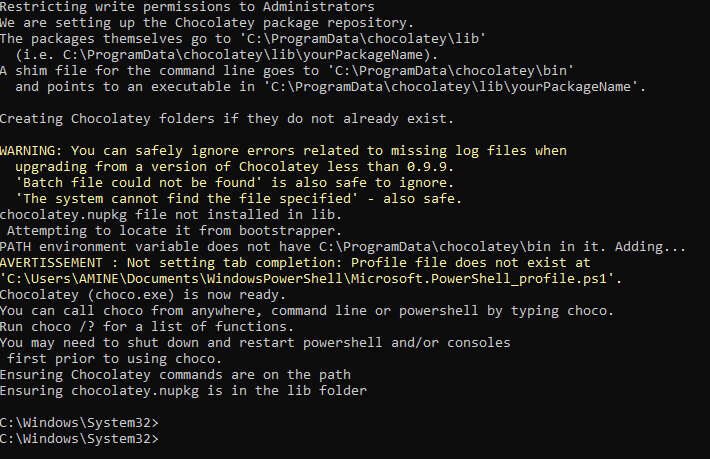 Restricting write permissions to Administrators
We are setting up the Chocolatey package repository.
The packages themselves go to 'C:\ProgramData\chocolatey\lib'
  (i.e. C:\ProgramData\chocolatey\lib\yourPackageName).
A shim file for the command line goes to 'C:\ProgramData\chocolatey\bin'
  and points to an executable in 'C:\ProgramData\chocolatey\lib\yourPackageName'.

Creating Chocolatey folders if they do not already exist.

WARNING: You can safely ignore errors related to missing log files when
  upgrading from a version of Chocolatey less than 0.9.9.
  'Batch file could not be found' is also safe to ignore.
  'The system cannot find the file specified' - also safe.
chocolatey.nupkg file not installed in lib.
 Attempting to locate it from bootstrapper.
PATH environment variable does not have C:\ProgramData\chocolatey\bin in it. Adding...
AVERTISSEMENT : Not setting tab completion: Profile file does not exist at
'C:\Users\AMINE\Documents\WindowsPowerShell\Microsoft.PowerShell_profile.ps1'.
Chocolatey (choco.exe) is now ready.
You can call choco from anywhere, command line or powershell by typing choco.
Run choco /? for a list of functions.
You may need to shut down and restart powershell and/or consoles
 first prior to using choco.
Ensuring Chocolatey commands are on the path
Ensuring chocolatey.nupkg is in the lib folder

C:\Windows\System32>
C:\Windows\System32>